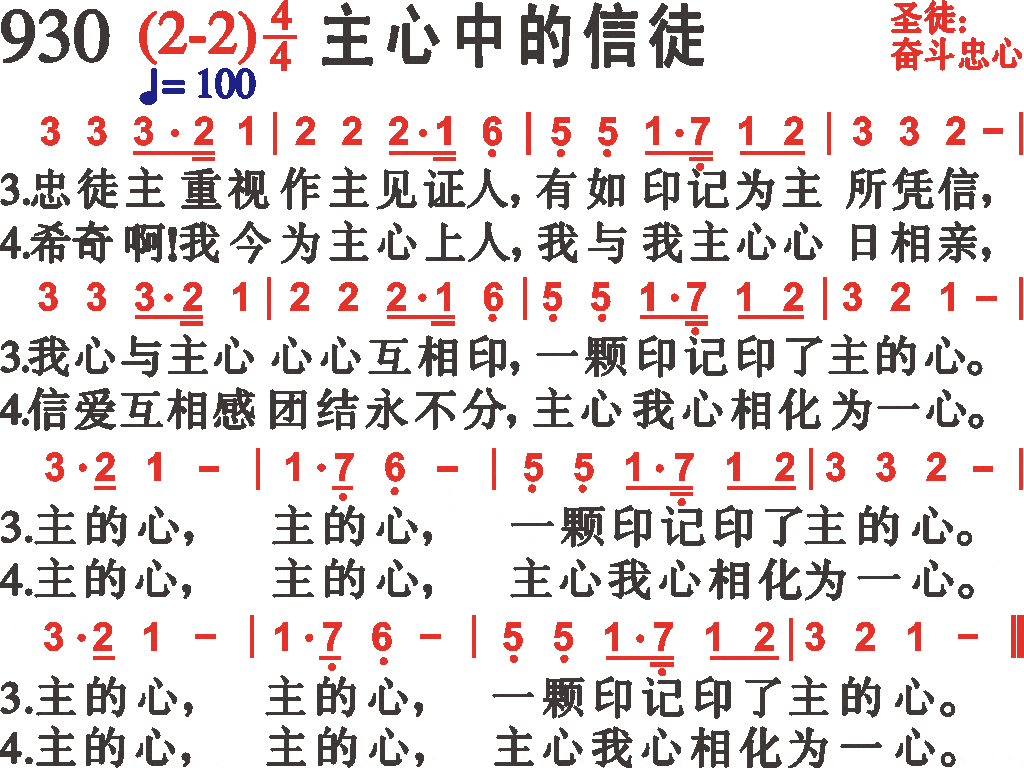 930 (2-2) 4/4 主心中的信徒 圣徒:
奋斗忠心
♩= 100
3 3 3·2 1 | 2 2 2·1 6 | 5 5 1·7 1 2 | 3 3 2 – |
3.忠徒主重视作主见证人,有如印记为主所凭信,
4.希奇啊!我今为主心上人,我与我主心心日相亲,
3 3 3·2 1 | 2 2 2·1 6 | 5 5 1·7 1 2 | 3 2 1 – |
3.我心与主心心心互相印,一颗印记印了主的心。
4.信爱互相感团结永不分,主心我心相化为一心。
3·2 1 – | 1·7 6 – | 5 5 1·7 1 2 | 3 3 2 – |
3.主的心, 主的心, 一颗印记印了主的心。
4.主的心, 主的心, 主心我心相化为一心。
3·2 1 – | 1·7 6 – | 5 5 1·7 1 2 | 3 2 1 – ‖
3.主的心, 主的心, 一颗印记印了主的心。
4.主的心, 主的心, 主心我心相化为一心。